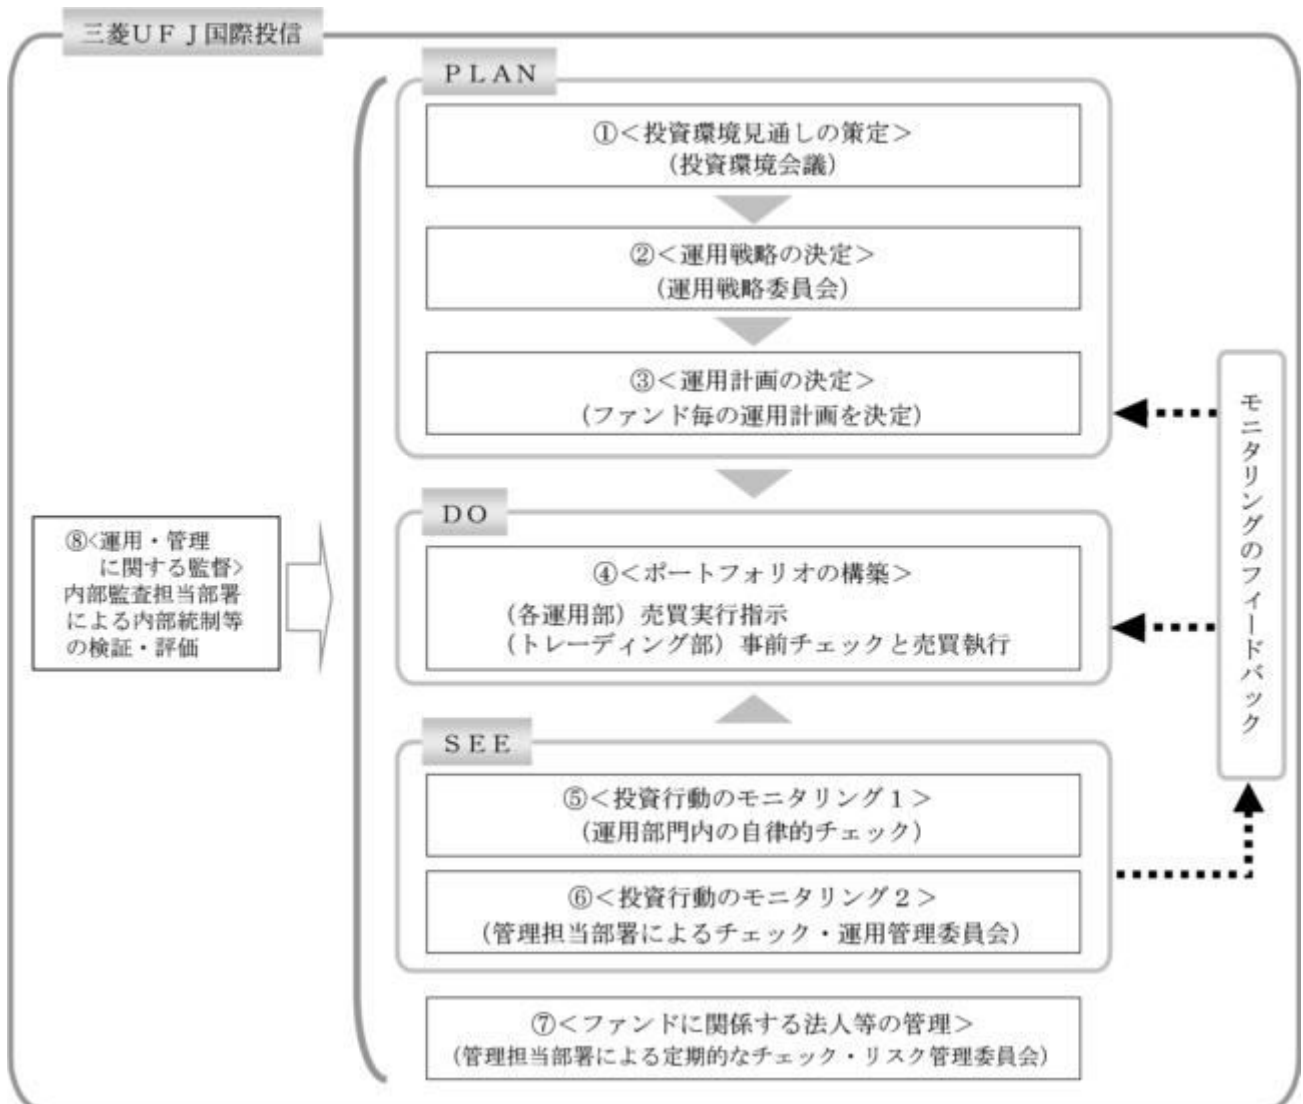 三菱ＵＦＪ国際投信
ＰＬＡＮ
①＜投資環境見通しの策定＞
（投資環境会議）
②＜運用戦略の決定＞
（運用戦略委員会）
③＜運用計画の決定＞
（ファンド毎の運用計画を決定）
ＤＯ
④＜ポートフォリオの構築＞
（各運用部）売買実行指示
（トレーディング部）事前チェックと売買執行
ＳＥＥ
⑤＜投資行動のモニタリング１＞
（運用部門内の自律的チェック）
⑥＜投資行動のモニタリング２＞
（管理担当部署によるチェック・運用管理委員会）
⑦＜ファンドに関係する法人等の管理＞
（管理担当部署による定期的なチェック・リスク管理委員会）
⑧<運用・管理
に関する監督>
内部監査担当部署
による内部統制等
の検証・評価
モニタリングのフィードバック